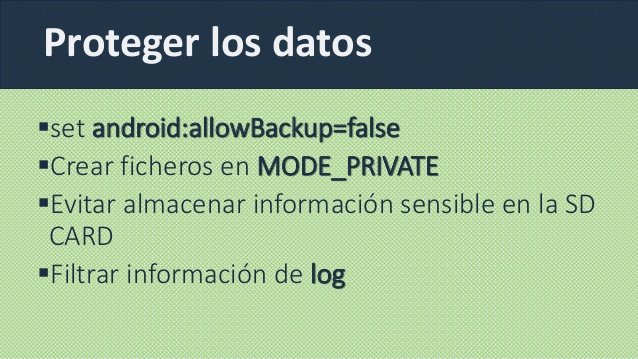 Proteger los datos
▪set android:allowBackup=false
▪Crear ficheros en MODE_PRIVATE
▪Evitar almacenar información sensible en la SD
CARD
▪Filtrar información de log